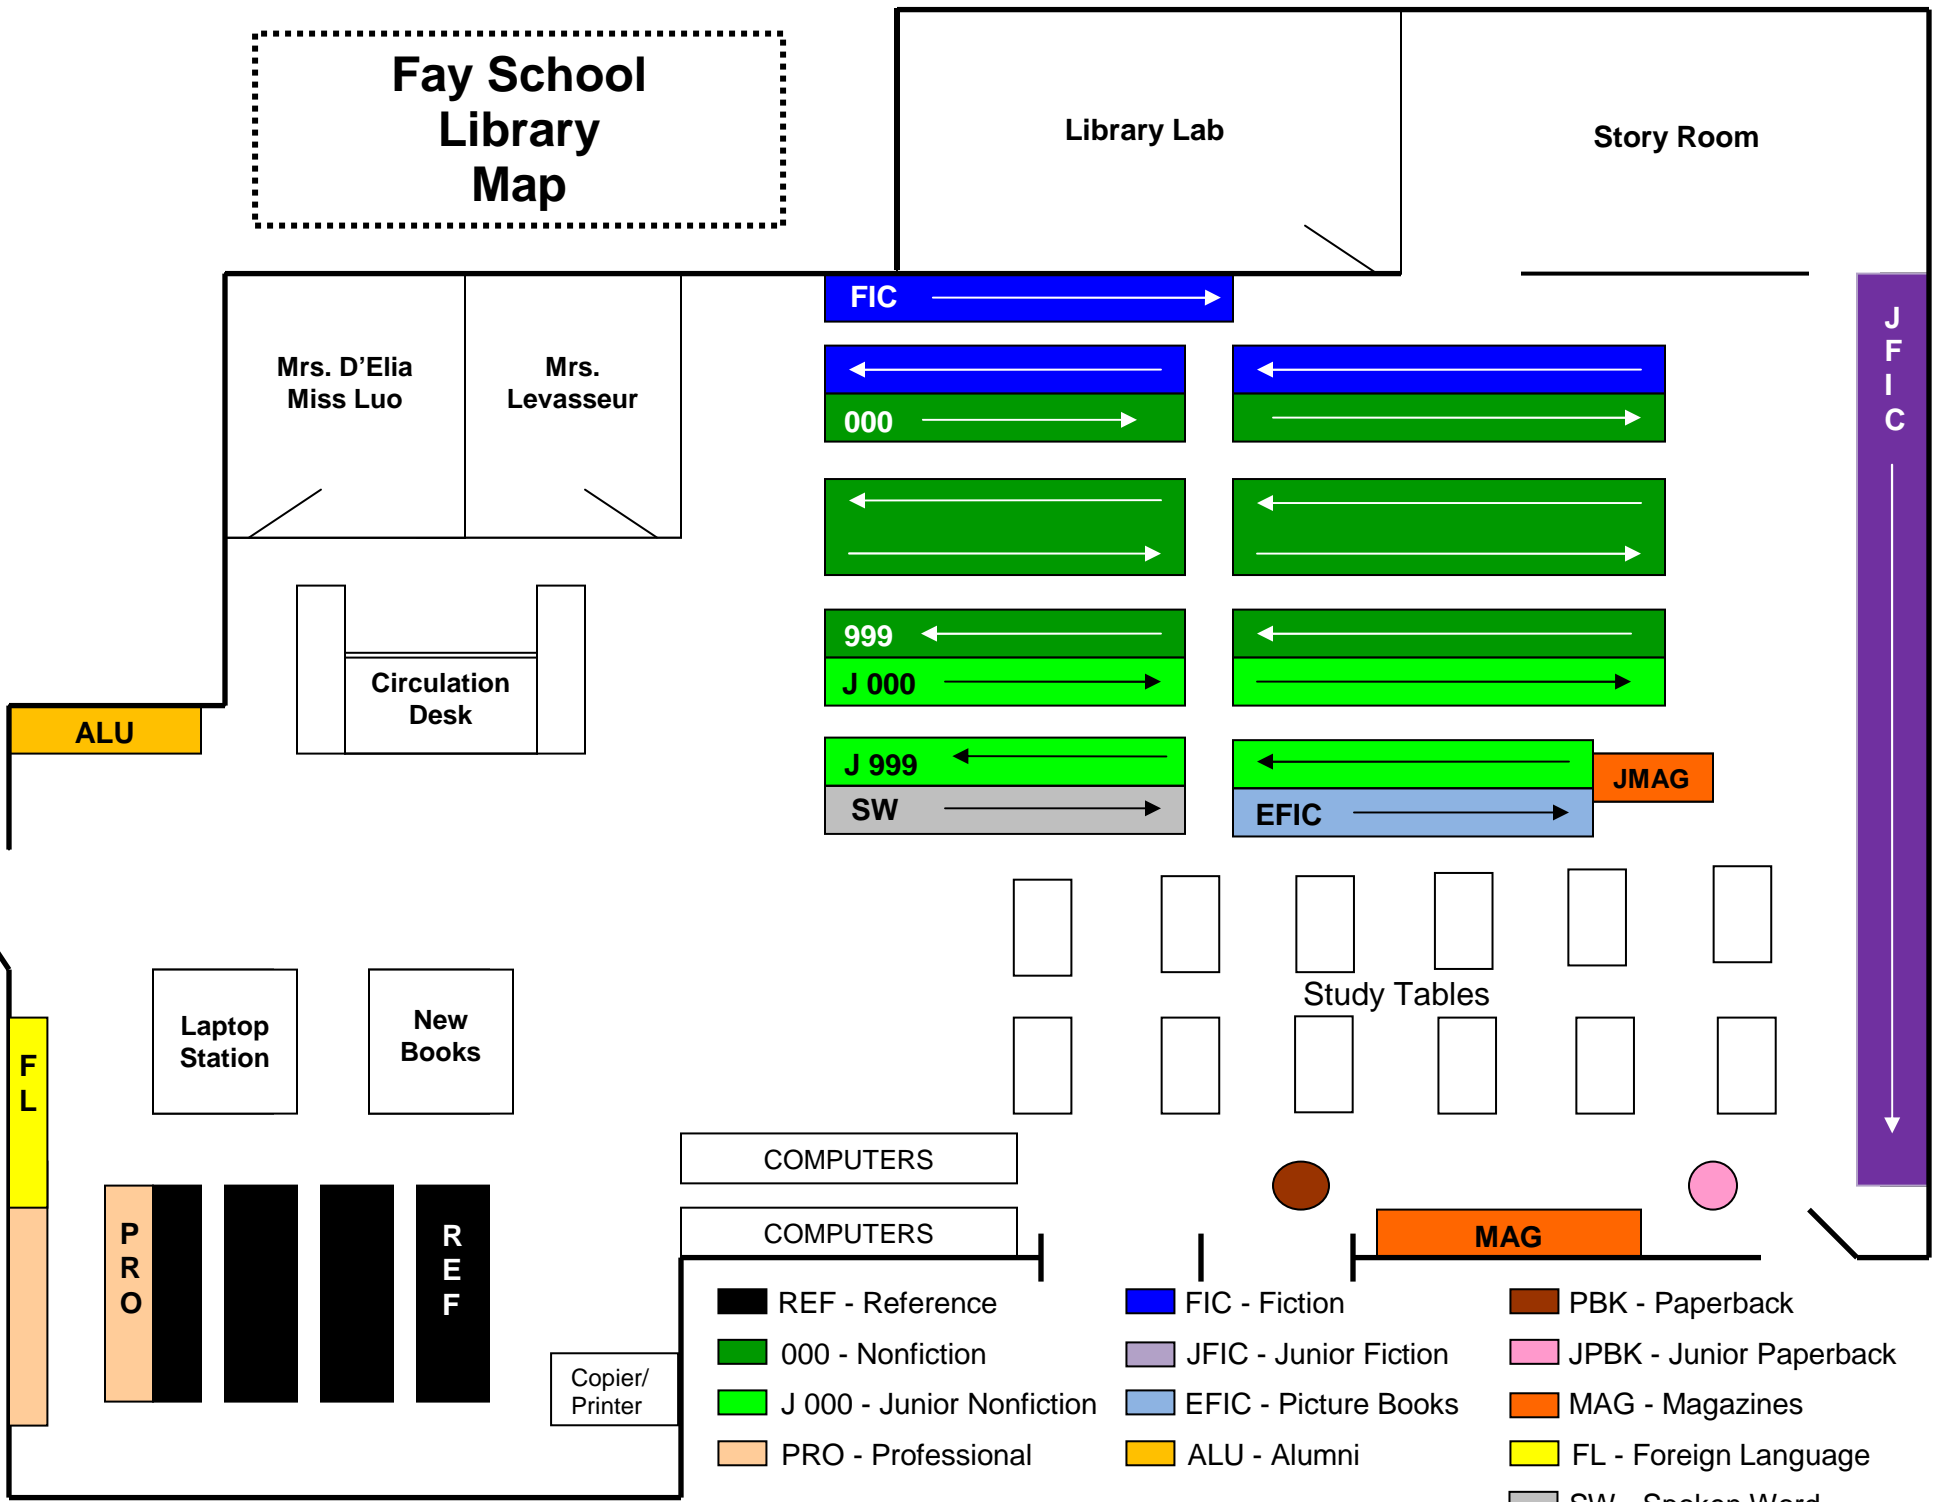 Fay School
Library
Map
Library Lab
Story Room
FIC
J
F
I
C
Mrs. D'Elia
Miss Luo
Mrs.
Levasseur
000
999
J 000
Circulation
Desk
ALU
J 999
SW
EFIC
JMAG
Study Tables
Laptop
Station
New
Books
F
L
COMPUTERS
COMPUTERS
P
R
O
R
E
F
MAG
Copier/
Printer
REF - Reference
000 - Nonfiction
J 000 - Junior Nonfiction
PRO - Professional
FIC - Fiction
JFIC - Junior Fiction
EFIC - Picture Books
ALU - Alumni
PBK - Paperback
JPBK - Junior Paperback
MAG - Magazines
FL - Foreign Language
SW - Spoken Word